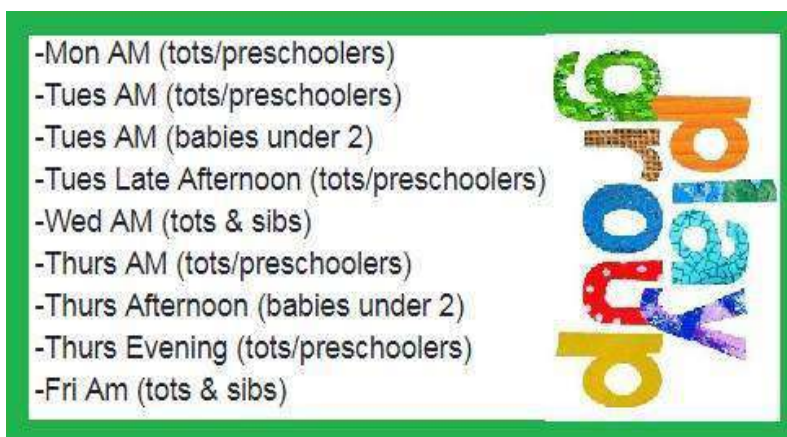 -Mon AM (tots/preschoolers)
-Tues AM (tots/preschoolers)
-Tues AM (babies under 2)
-Tues Late Afternoon (tots/preschoolers)
-Wed AM (tots & sibs)
-Thurs AM (tots/preschoolers)
-Thurs Afternoon (babies under 2)
-Thurs Evening (tots/preschoolers)
-Fri Am (tots & sibs)
play
group